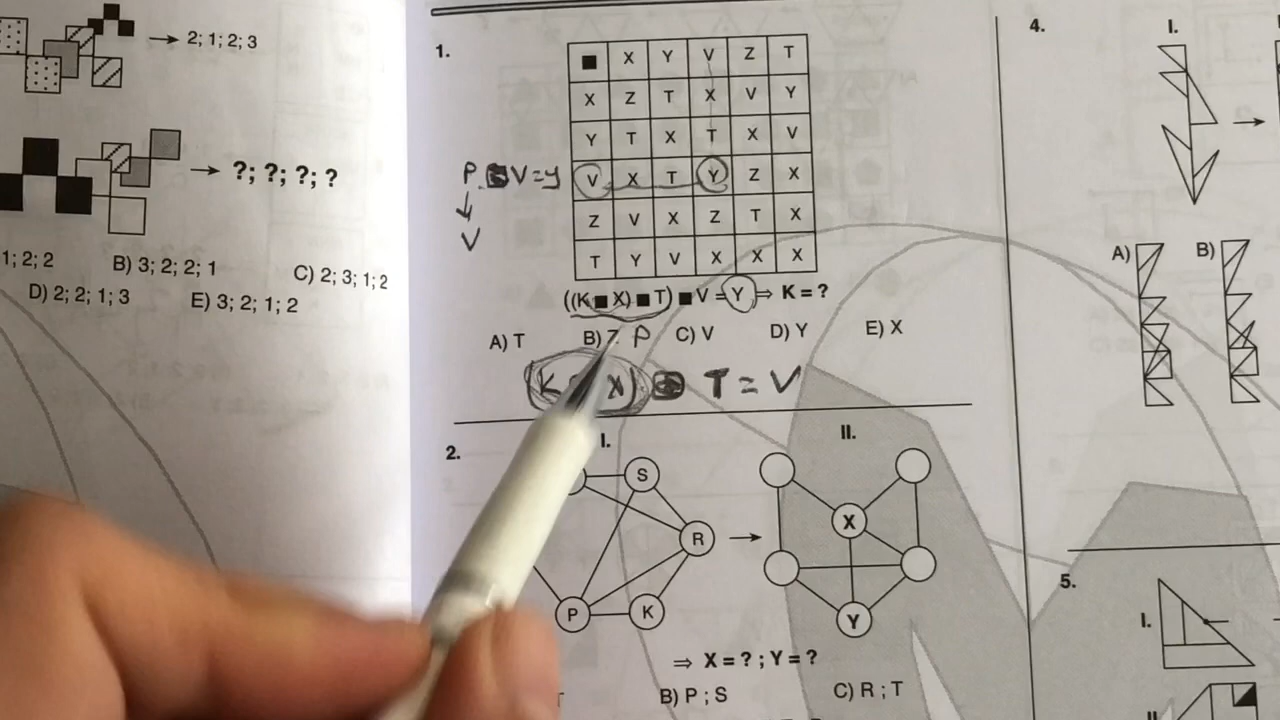 → 2; 1; 2; 3
→ ?; ?; ?; ?
1; 2; 2
B) 3; 2; 2; 1
C) 2; 3; 1; 2
D) 2; 2; 1; 3
E) 3; 2; 1; 2
1.
■ X Y V Z T
X Z T X V Y
Y T X T X V
V X T Y Z X
Z V X Z T X
T Y V X X X
P ■ V = y
↓
V
((K ■ X) ■ T) ■ V = Y ⇒ K = ?
A) T B) Z P C) V D) Y E) X
(K X) ■ T = V
2.
I.
II.
S
R
P
K
→
X
Y
⇒ X = ? ; Y = ?
B) P ; S
C) R ; T
4.
I.
→
A)
B)
5.
I.